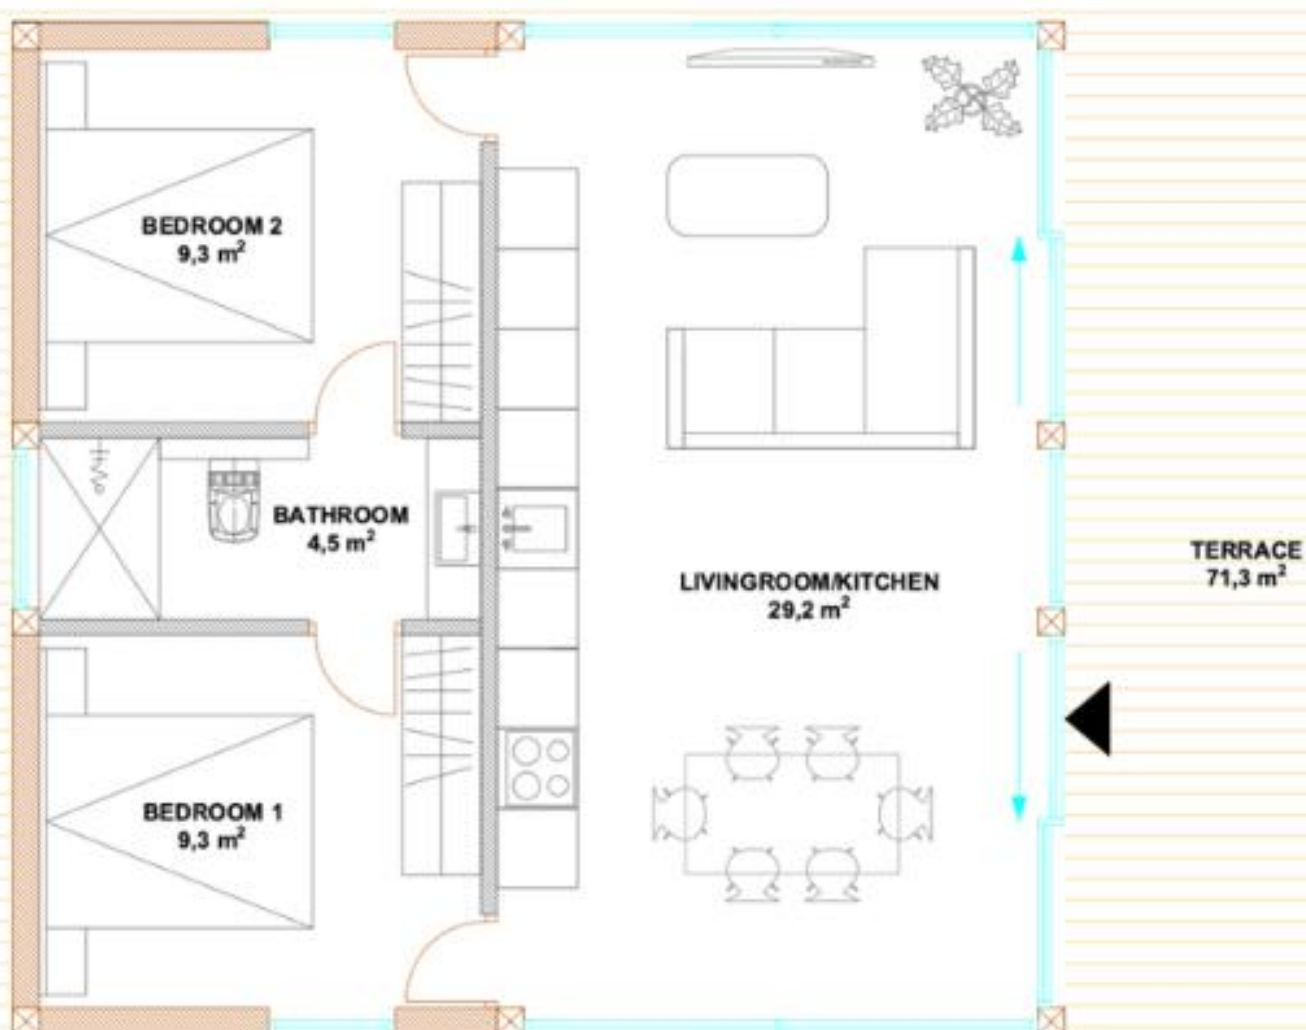 BEDROOM 2
9,3 m²
BATHROOM
4,5 m²
LIVINGROOM/KITCHEN
29,2 m²
TERRACE
71,3 m²
BEDROOM 1
9,3 m²